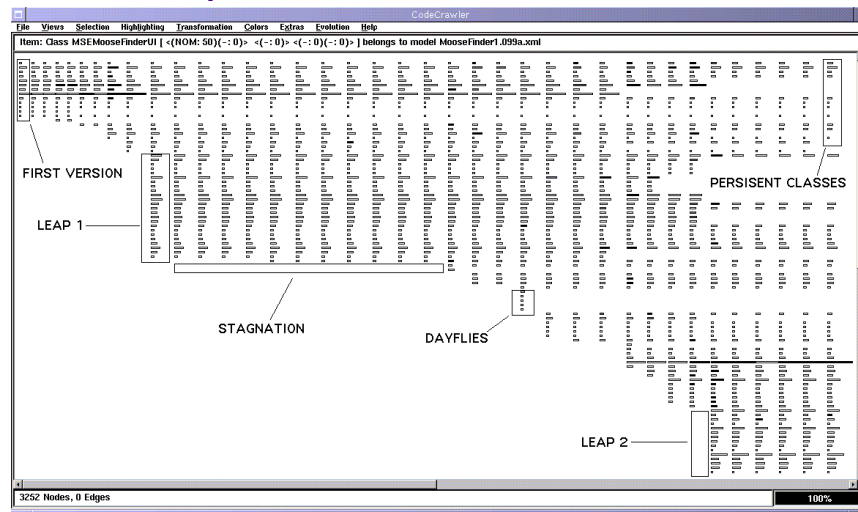 CodeCrawler
File Views Selection Highlighting Transformation Colors Extras Evolution Help
Item: Class MSEMooseFinderUI [ <(NOM: 50)(-: 0)> <(-: 0)> <(-: 0)(-: 0)> ] belongs to model MooseFinder1.099a.xml
FIRST VERSION
PERSISENT CLASSES
LEAP 1
STAGNATION
DAYFLIES
LEAP 2
3252 Nodes, 0 Edges
100%